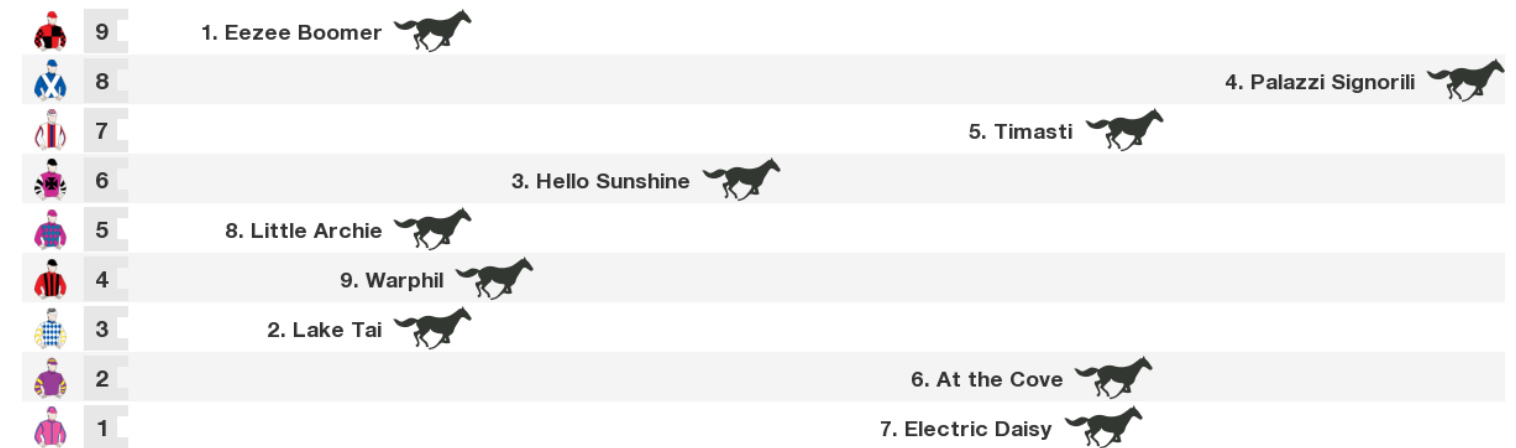 9 1. Eezee Boomer
8 4. Palazzi Signorili
7 5. Timasti
6 3. Hello Sunshine
5 8. Little Archie
4 9. Warphil
3 2. Lake Tai
2 6. At the Cove
1 7. Electric Daisy